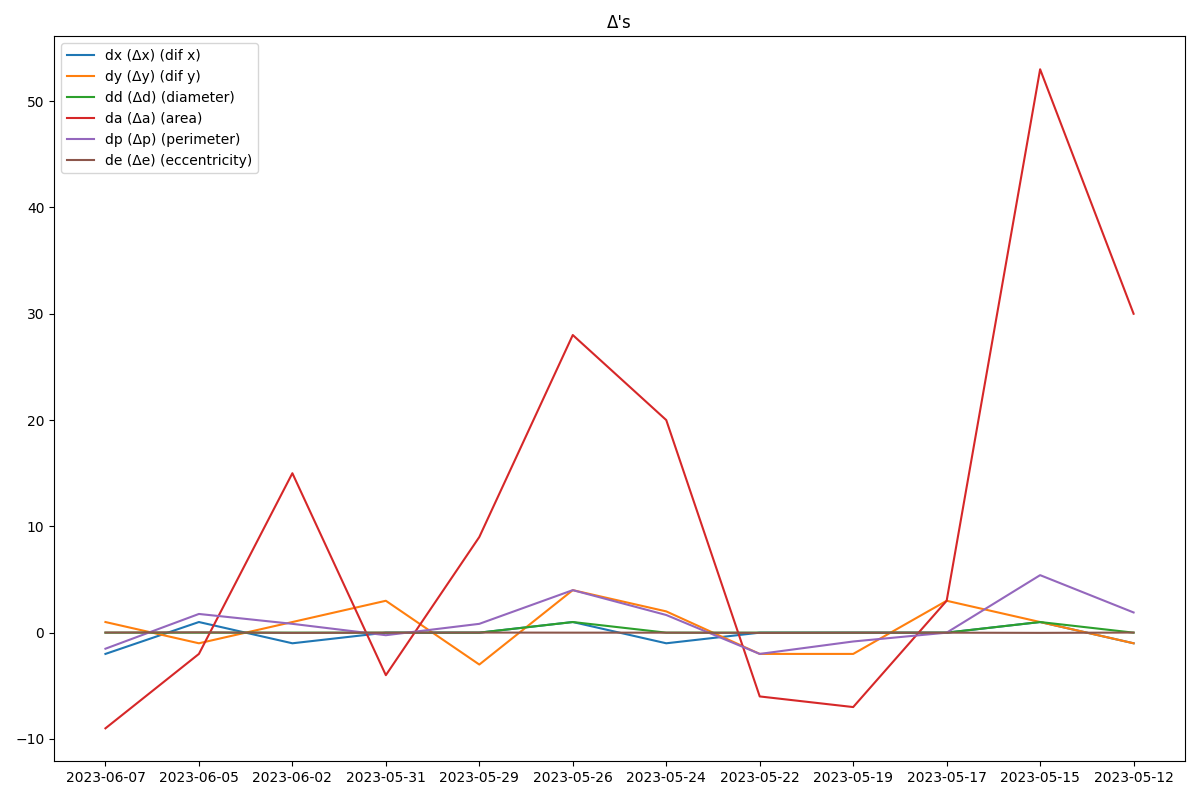 Δ's
dx (Δx) (dif x)
dy (Δy) (dif y)
dd (Δd) (diameter)
da (Δa) (area)
dp (Δp) (perimeter)
de (Δe) (eccentricity)
50
40
30
20
10
0
−10
2023-06-07 2023-06-05 2023-06-02 2023-05-31 2023-05-29 2023-05-26 2023-05-24 2023-05-22 2023-05-19 2023-05-17 2023-05-15 2023-05-12